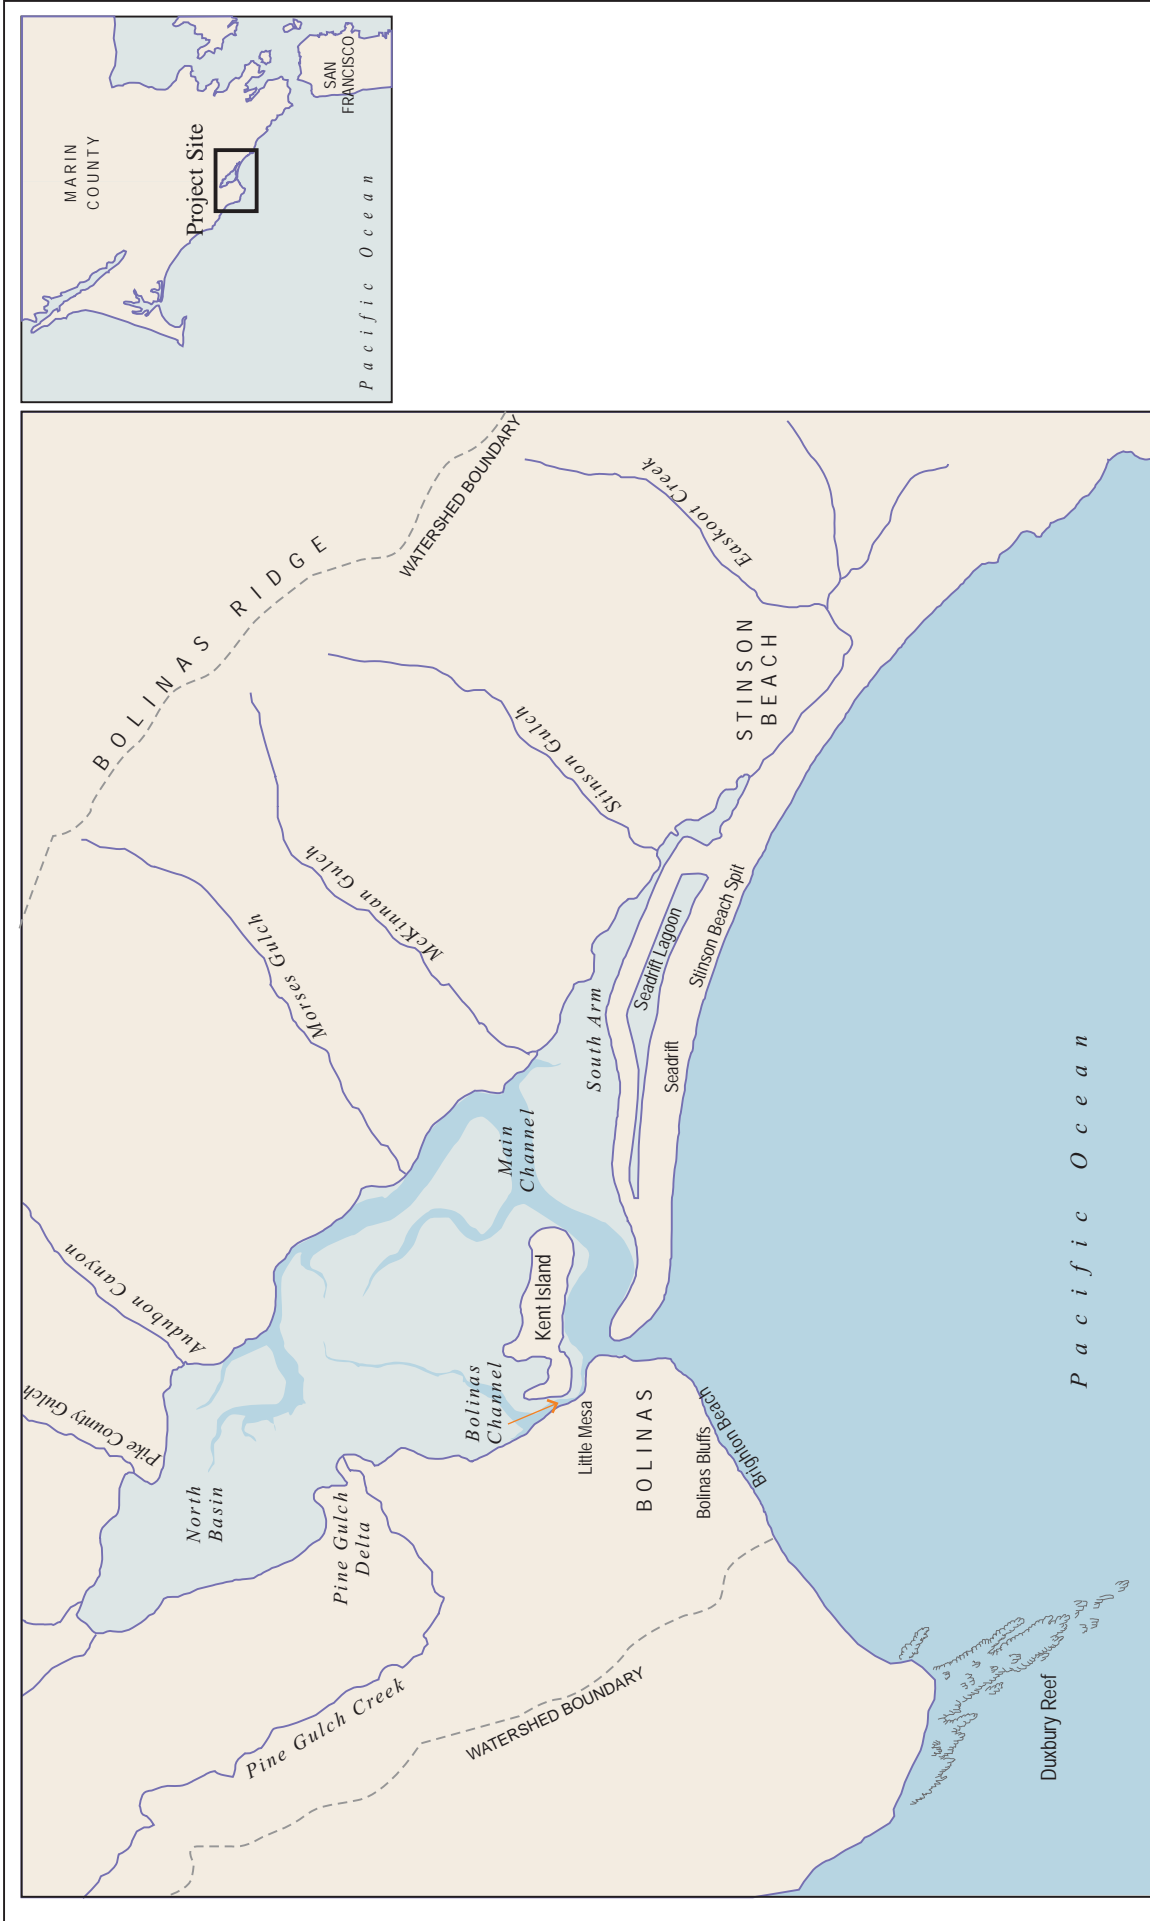 MARIN
COUNTY
Project Site
SAN
FRANCISCO
Pacific Ocean
BOLINAS RIDGE
WATERSHED BOUNDARY
Easkoot Creek
STINSON
BEACH
Stinson Gulch
McKinnan Gulch
Morses Gulch
Audubon Canyon
Pike County Gulch
North
Basin
Pine Gulch
Delta
Pine Gulch Creek
WATERSHED BOUNDARY
Main
Channel
South Arm
Seadrift Lagoon
Stinson Beach Spit
Seadrift
Kent Island
Bolinas
Channel
Little Mesa
BOLINAS
Bolinas Bluffs
Brighton Beach
Duxbury Reef
Pacific Ocean